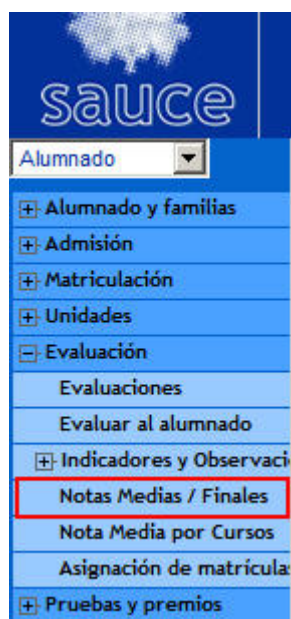 sauce
Alumnado
Alumnado y familias
Admisión
Matriculación
Unidades
Evaluación
Evaluaciones
Evaluar al alumnado
Indicadores y Observaci
Notas Medias / Finales
Nota Media por Cursos
Asignación de matrícula
Pruebas y premios